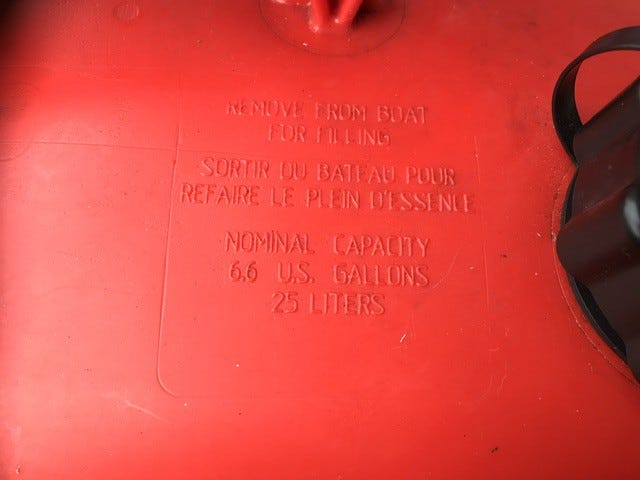 REMOVE FROM BOAT
FOR FILLING
SORTIR DU BATEAU POUR
REFAIRE LE PLEIN D'ESSENCE
NOMINAL CAPACITY
6.6 U.S. GALLONS
25 LITERS